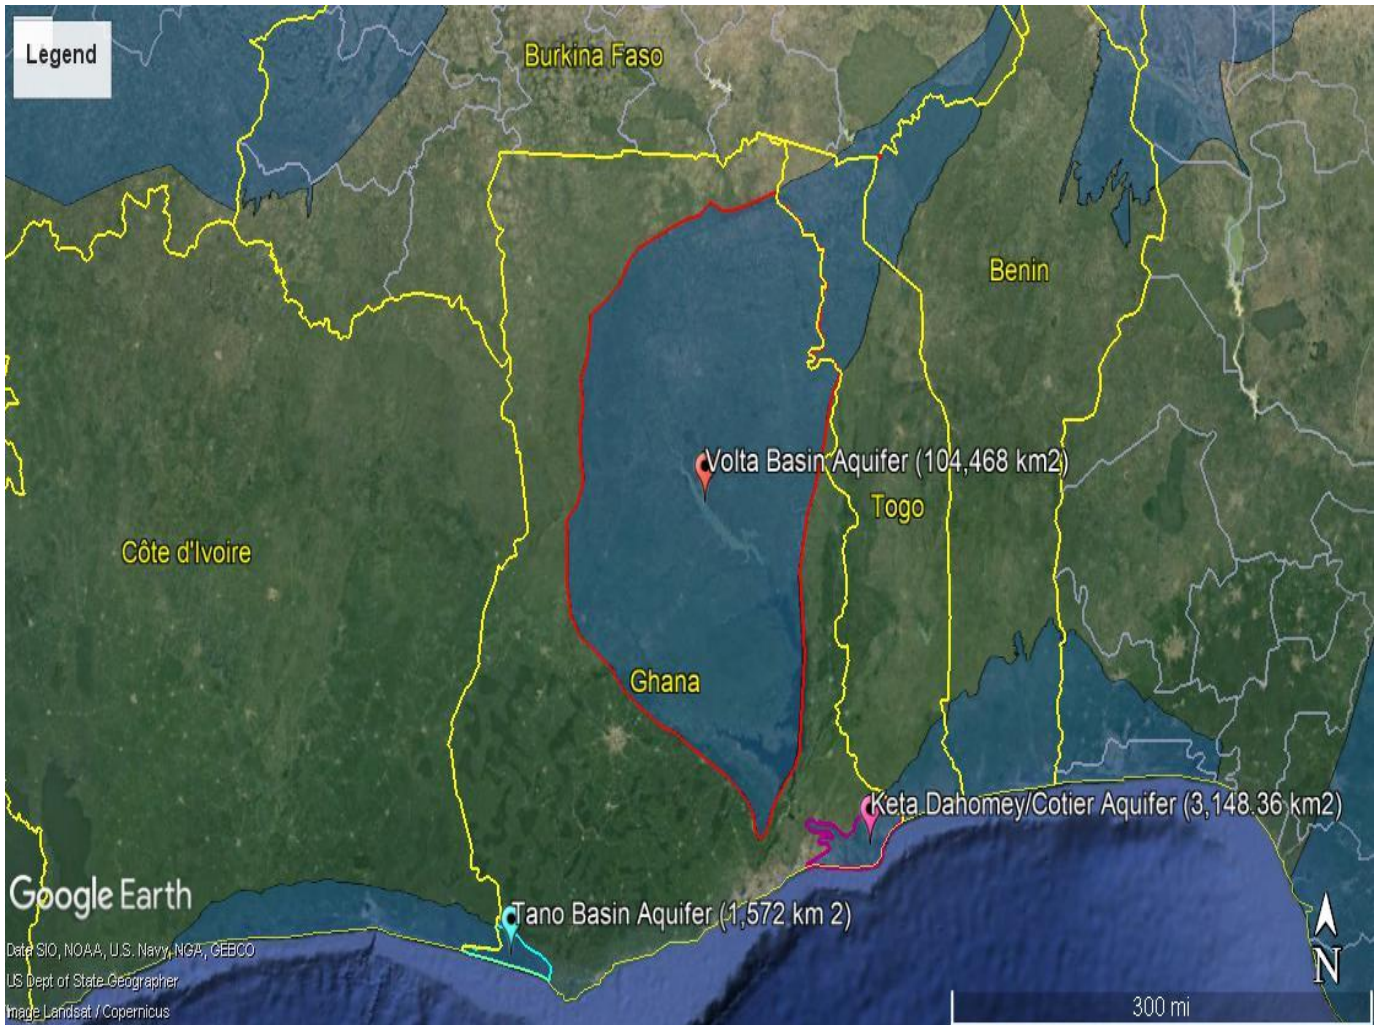 Legend
Burkina Faso
Benin
Volta Basin Aquifer (104,468 km2)
Togo
Côte d'Ivoire
Ghana
Keta Dahomey/Cotier Aquifer (3,148.36 km2)
Google Earth
Tano Basin Aquifer (1,572 km 2)
Data SIO, NOAA, U.S. Navy, NGA, GEBCO
US Dept of State Geographer
Image Landsat / Copernicus
N
300 mi